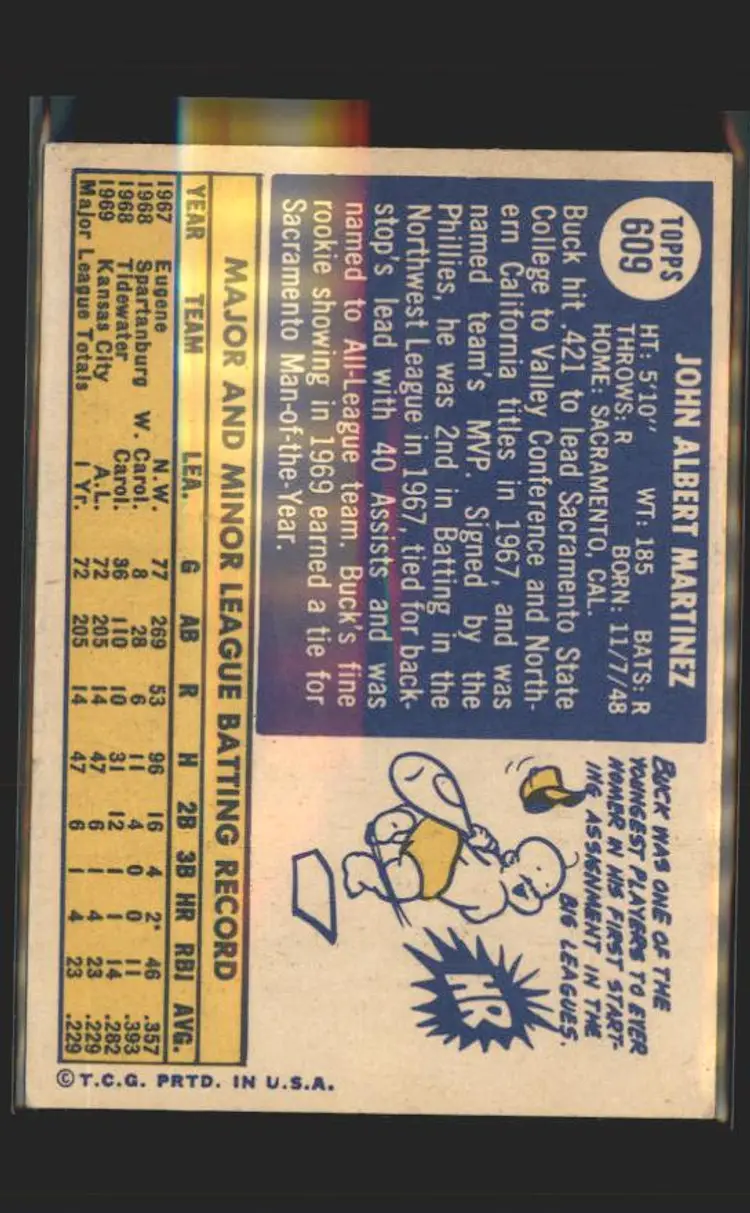 TOPPS
609
JOHN ALBERT MARTINEZ
HT: 5'10" WT: 185 BATS: R
THROWS: R BORN: 11/7/48
HOME: SACRAMENTO, CAL.
Buck hit .421 to lead Sacramento State
College to Valley Conference and North-
ern California titles in 1967, and was
named team's MVP. Signed by the
Phillies, he was 2nd in Batting in the
Northwest League in 1967, tied for back-
stop's lead with 40 Assists and was
named to All-League team. Buck's fine
rookie showing in 1969 earned a tie for
Sacramento Man-of-the-Year.
BUCK WAS ONE OF THE
YOUNGEST PLAYERS TO EVER
HOMER IN HIS FIRST START-
ING ASSIGNMENT IN THE
BIG LEAGUES.
HR
MAJOR AND MINOR LEAGUE BATTING RECORD
YEAR TEAM LEA. G AB R H 2B 3B HR RBI AVG.
1967 Eugene N.W. 77 269 53 96 16 4 2* 46 .357
1968 Spartanburg W. Carol. 8 28 6 11 4 0 0 11 .393
1968 Tidewater Carol. 36 110 10 31 12 1 1 14 .282
1969 Kansas City A.L. 72 205 14 47 6 1 4 23 .229
Major League Totals 1 Yr. 72 205 14 47 6 1 4 23 .229
© T.C.G. PRTD. IN U.S.A.